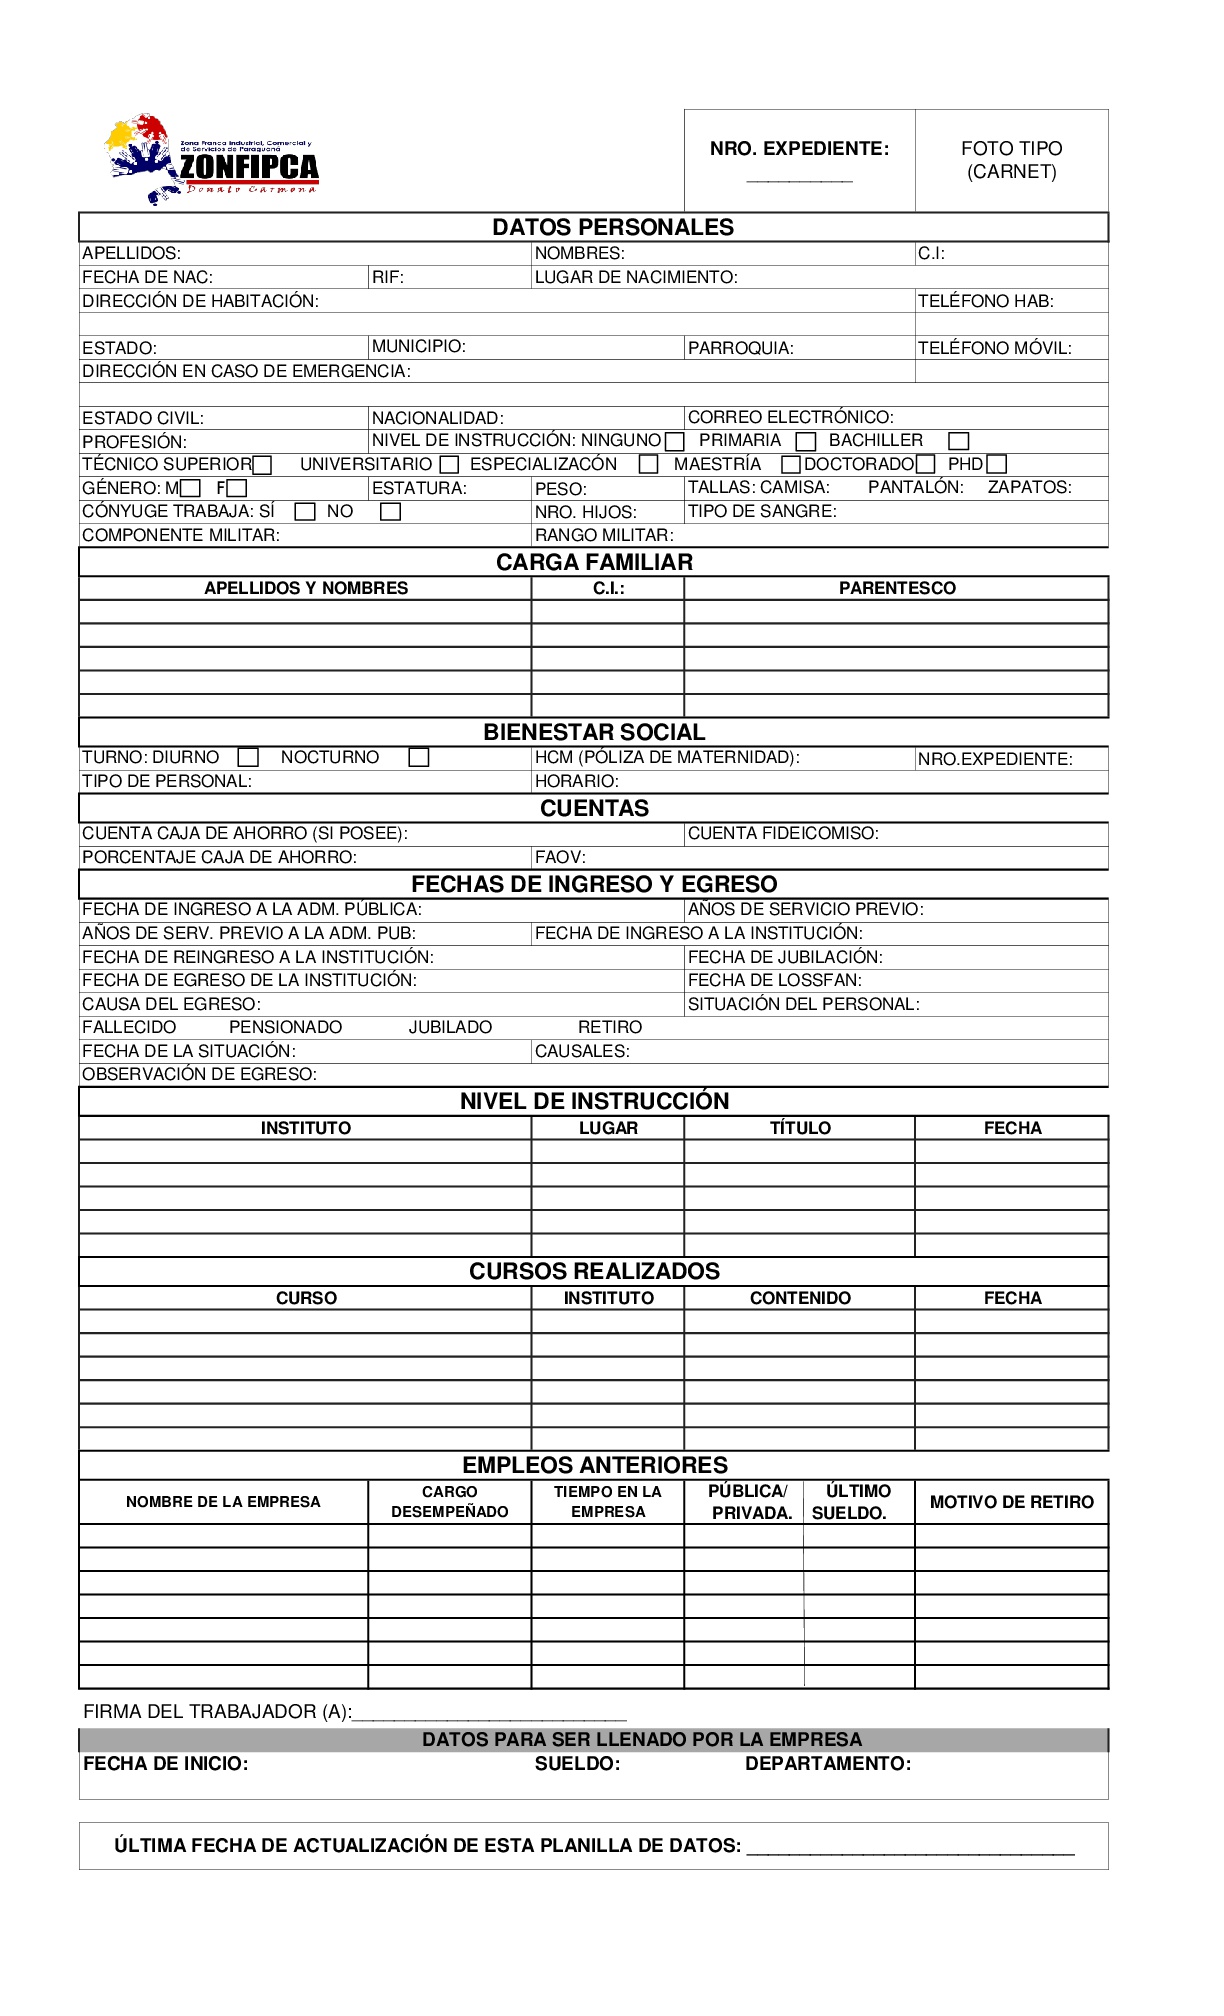 Zona Franca Industrial, Comercial y
de Servicios de Paraguaná
ZONFIPCA
Donato Carmona
NRO. EXPEDIENTE:
__________
FOTO TIPO
(CARNET)
DATOS PERSONALES
APELLIDOS: NOMBRES: C.I:
FECHA DE NAC: RIF: LUGAR DE NACIMIENTO:
DIRECCIÓN DE HABITACIÓN: TELÉFONO HAB:
ESTADO: MUNICIPIO: PARROQUIA: TELÉFONO MÓVIL:
DIRECCIÓN EN CASO DE EMERGENCIA:
ESTADO CIVIL: NACIONALIDAD: CORREO ELECTRÓNICO:
PROFESIÓN: NIVEL DE INSTRUCCIÓN: NINGUNO PRIMARIA BACHILLER
TÉCNICO SUPERIOR UNIVERSITARIO ESPECIALIZACÓN MAESTRÍA DOCTORADO PHD
GÉNERO: M F ESTATURA: PESO: TALLAS: CAMISA: PANTALÓN: ZAPATOS:
CÓNYUGE TRABAJA: SÍ NO NRO. HIJOS: TIPO DE SANGRE:
COMPONENTE MILITAR: RANGO MILITAR:
CARGA FAMILIAR
APELLIDOS Y NOMBRES C.I.: PARENTESCO
BIENESTAR SOCIAL
TURNO: DIURNO NOCTURNO HCM (PÓLIZA DE MATERNIDAD): NRO.EXPEDIENTE:
TIPO DE PERSONAL: HORARIO:
CUENTAS
CUENTA CAJA DE AHORRO (SI POSEE): CUENTA FIDEICOMISO:
PORCENTAJE CAJA DE AHORRO: FAOV:
FECHAS DE INGRESO Y EGRESO
FECHA DE INGRESO A LA ADM. PÚBLICA: AÑOS DE SERVICIO PREVIO:
AÑOS DE SERV. PREVIO A LA ADM. PUB: FECHA DE INGRESO A LA INSTITUCIÓN:
FECHA DE REINGRESO A LA INSTITUCIÓN: FECHA DE JUBILACIÓN:
FECHA DE EGRESO DE LA INSTITUCIÓN: FECHA DE LOSSFAN:
CAUSA DEL EGRESO: SITUACIÓN DEL PERSONAL:
FALLECIDO PENSIONADO JUBILADO RETIRO
FECHA DE LA SITUACIÓN: CAUSALES:
OBSERVACIÓN DE EGRESO:
NIVEL DE INSTRUCCIÓN
INSTITUTO LUGAR TÍTULO FECHA
CURSOS REALIZADOS
CURSO INSTITUTO CONTENIDO FECHA
EMPLEOS ANTERIORES
NOMBRE DE LA EMPRESA
CARGO
DESEMPEÑADO
TIEMPO EN LA
EMPRESA
PÚBLICA/
PRIVADA.
ÚLTIMO
SUELDO.
MOTIVO DE RETIRO
FIRMA DEL TRABAJADOR (A):__________________________
DATOS PARA SER LLENADO POR LA EMPRESA
FECHA DE INICIO: SUELDO: DEPARTAMENTO:
ÚLTIMA FECHA DE ACTUALIZACIÓN DE ESTA PLANILLA DE DATOS: _______________________________